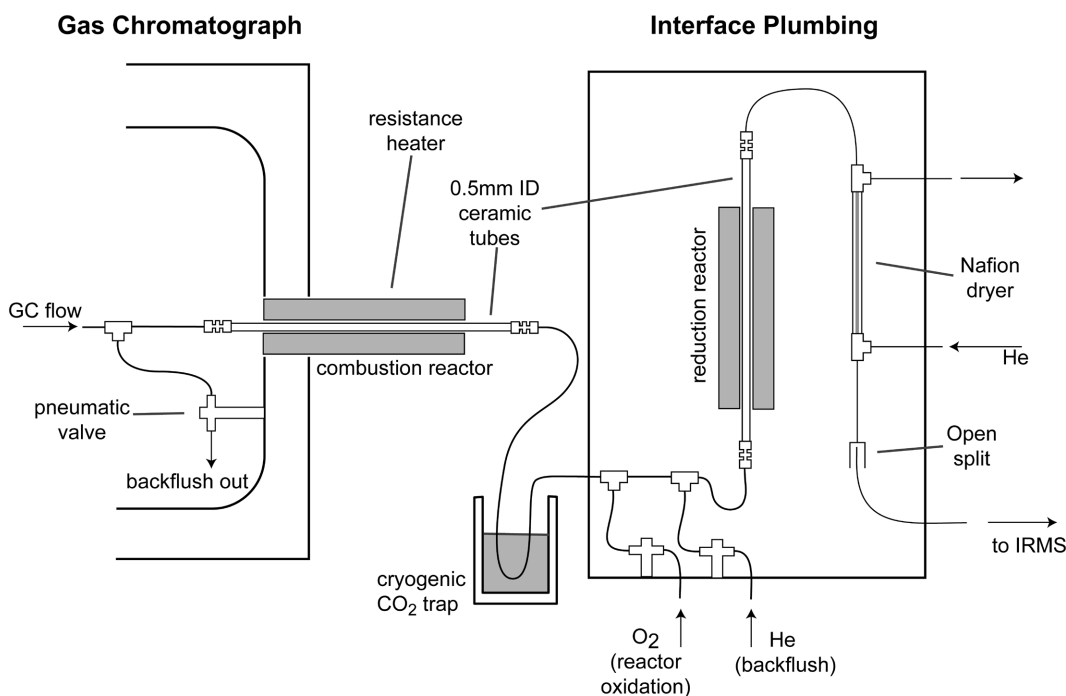 Gas Chromatograph
Interface Plumbing
resistance
heater
0.5mm ID
ceramic
tubes
GC flow
combustion reactor
pneumatic
valve
backflush out
cryogenic
CO2 trap
reduction reactor
Nafion
dryer
He
Open
split
to IRMS
O2
(reactor
oxidation)
He
(backflush)